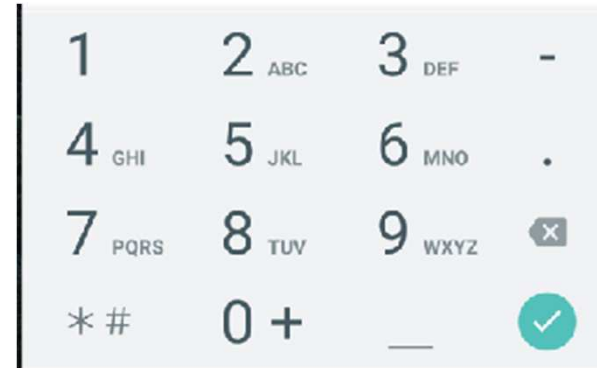 1 2 ABC 3 DEF -
4 GHI 5 JKL 6 MNO .
7 PQRS 8 TUV 9 WXYZ
*# 0+ _